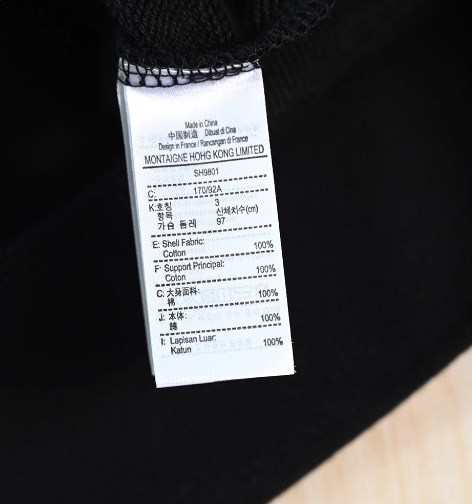 Made in China
中国制造 Dibuat di Cina
Design in France / Rancangan di France
MONTAIGNE HOHG KONG LIMITED
SH9801
C: 170/92A
K:호칭 3
항목 신체치수(cm)
가슴 둘레 97
E: Shell Fabric: 100%
Cotton
F: Support Principal: 100%
Coton
C: 大身面料: 100%
棉
J: 本体: 100%
綿
I: Lapisan Luar: 100%
Katun